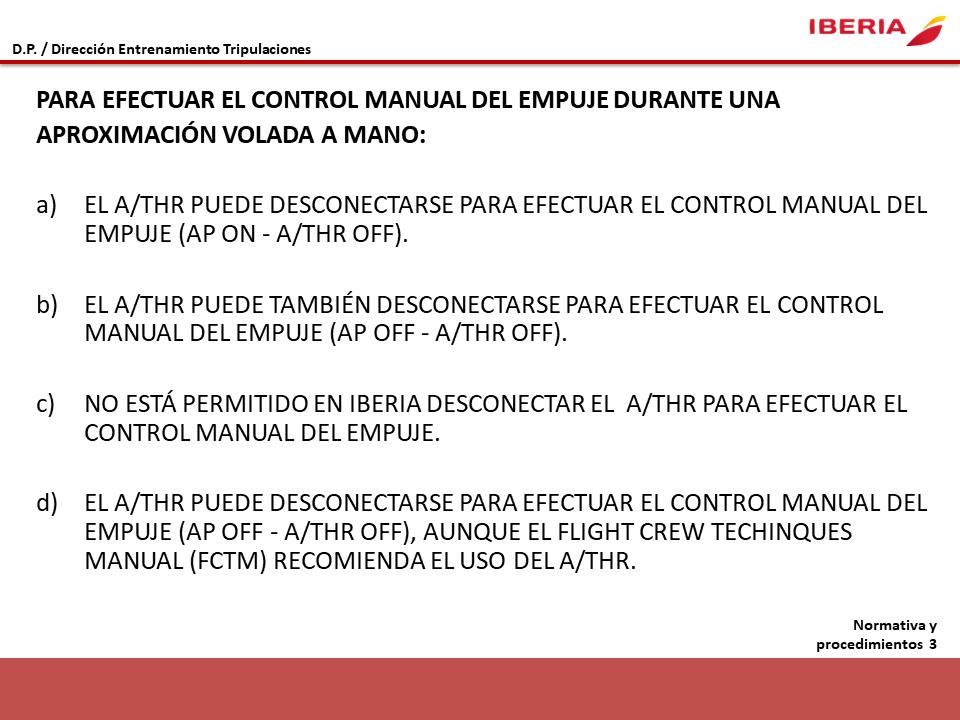 IBERIA
D.P. / Dirección Entrenamiento Tripulaciones
PARA EFECTUAR EL CONTROL MANUAL DEL EMPUJE DURANTE UNA
APROXIMACIÓN VOLADA A MANO:
a) EL A/THR PUEDE DESCONECTARSE PARA EFECTUAR EL CONTROL MANUAL DEL
EMPUJE (AP ON - A/THR OFF).
b) EL A/THR PUEDE TAMBIÉN DESCONECTARSE PARA EFECTUAR EL CONTROL
MANUAL DEL EMPUJE (AP OFF - A/THR OFF).
c) NO ESTÁ PERMITIDO EN IBERIA DESCONECTAR EL A/THR PARA EFECTUAR EL
CONTROL MANUAL DEL EMPUJE.
d) EL A/THR PUEDE DESCONECTARSE PARA EFECTUAR EL CONTROL MANUAL DEL
EMPUJE (AP OFF - A/THR OFF), AUNQUE EL FLIGHT CREW TECHINQUES
MANUAL (FCTM) RECOMIENDA EL USO DEL A/THR.
Normativa y
procedimientos 3